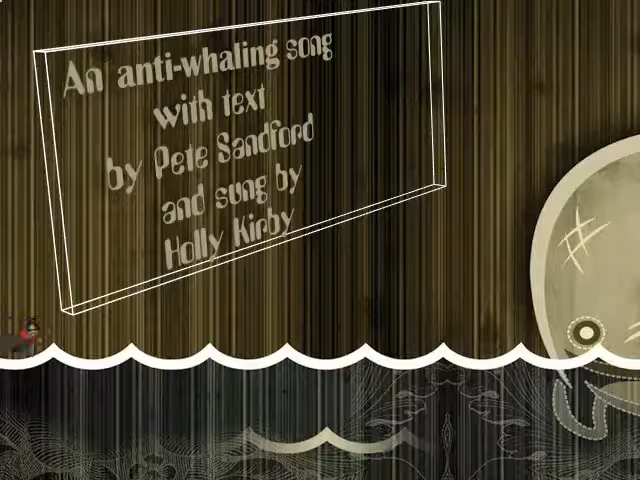 An anti-whaling song
with text
by Pete Sandford
and sung by
Holly Kirby